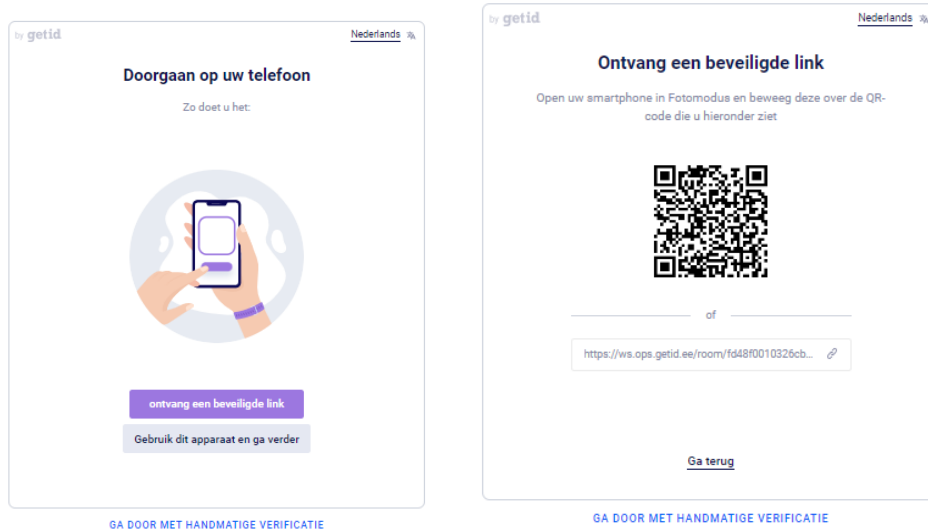 by getid
Nederlands
Doorgaan op uw telefoon
Zo doet u het:
ontvang een beveiligde link
Gebruik dit apparaat en ga verder
GA DOOR MET HANDMATIGE VERIFICATIE
by getid
Nederlands
Ontvang een beveiligde link
Open uw smartphone in Fotomodus en beweeg deze over de QR-
code die u hieronder ziet
of
https://ws.ops.getid.ee/room/fd48f0010326cb...
Ga terug
GA DOOR MET HANDMATIGE VERIFICATIE